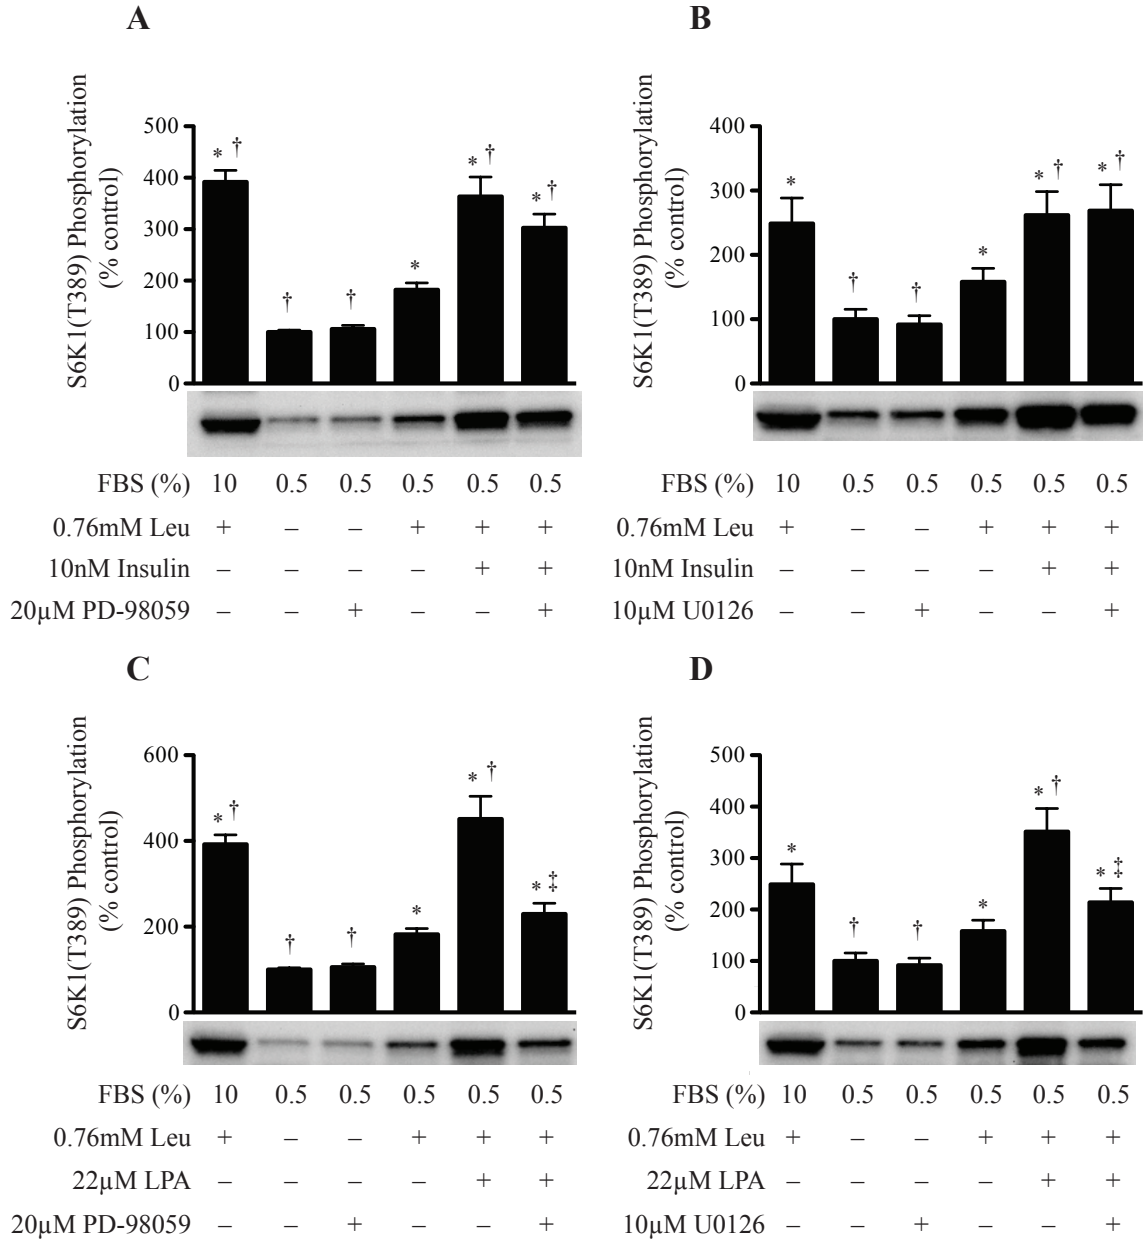 A
S6K1(T389) Phosphorylation
(% control)
500
400
300
200
100
0
* †
†
†
*
* †
* †
FBS (%) 10 0.5 0.5 0.5 0.5 0.5
0.76mM Leu + – – + + +
10nM Insulin – – – – + +
20µM PD-98059 – – + – – +
B
S6K1(T389) Phosphorylation
(% control)
400
300
200
100
0
*
†
†
*
* †
* †
FBS (%) 10 0.5 0.5 0.5 0.5 0.5
0.76mM Leu + – – + + +
10nM Insulin – – – – + +
10µM U0126 – – + – – +
C
S6K1(T389) Phosphorylation
(% control)
600
400
200
0
* †
†
†
*
* †
* ‡
FBS (%) 10 0.5 0.5 0.5 0.5 0.5
0.76mM Leu + – – + + +
22µM LPA – – – – + +
20µM PD-98059 – – + – – +
D
S6K1(T389) Phosphorylation
(% control)
500
400
300
200
100
0
*
†
†
*
* †
* ‡
FBS (%) 10 0.5 0.5 0.5 0.5 0.5
0.76mM Leu + – – + + +
22µM LPA – – – – + +
10µM U0126 – – + – – +